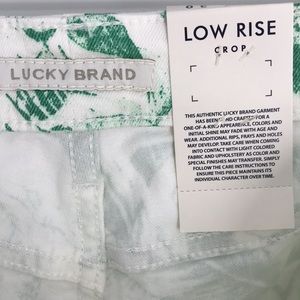 LUCKY BRAND
LOW RISE
CROP
THIS AUTHENTIC LUCKY BRAND GARMENT
HAS BEEN AND CRAFTED FOR A
ONE-OF-A-KIND APPEARANCE. COLORS AND
INITIAL SHINE MAY FADE WITH AGE AND
WEAR. ADDITIONAL RIPS, FRAYS AND HOLES
MAY DEVELOP. TAKE CARE WHEN COMING
INTO CONTACT WITH LIGHT COLORED
FABRIC AND UPHOLSTERY AS COLOR AND
SPECIAL FINISHES MAY TRANSFER. SIMPLY
FOLLOW THE CARE INSTRUCTIONS TO
ENSURE THIS PIECE MAINTAINS ITS
INDIVIDUAL CHARACTER OVER TIME.